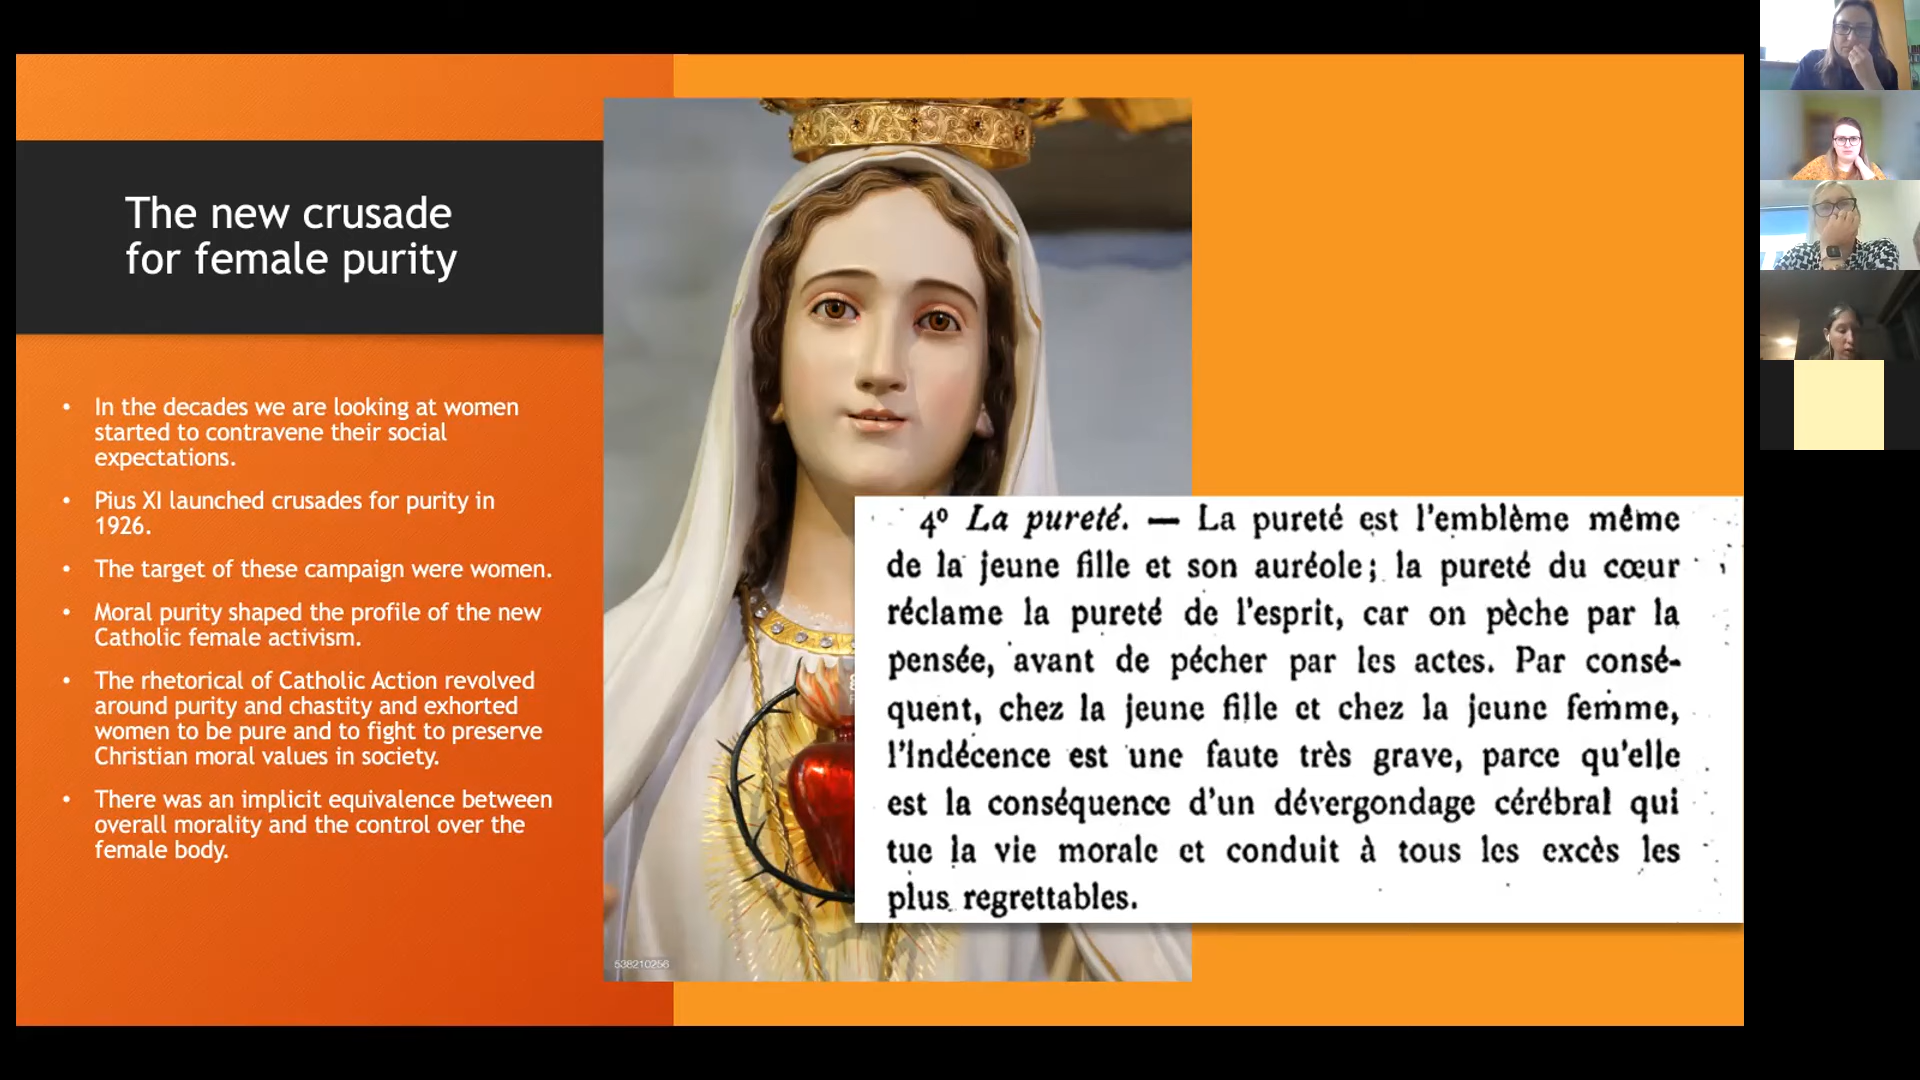 The new crusade
for female purity
• In the decades we are looking at women
started to contravene their social
expectations.
• Pius XI launched crusades for purity in
1926.
• The target of these campaign were women.
• Moral purity shaped the profile of the new
Catholic female activism.
• The rhetorical of Catholic Action revolved
around purity and chastity and exhorted
women to be pure and to fight to preserve
Christian moral values in society.
• There was an implicit equivalence between
overall morality and the control over the
female body.
4º La pureté. — La pureté est l'emblème même
de la jeune fille et son auréole; la pureté du cœur
réclame la pureté de l'esprit, car on pèche par la
pensée, avant de pécher par les actes. Par consé-
quent, chez la jeune fille et chez la jeune femme,
l'indécence est une faute très grave, parce qu'elle
est la conséquence d'un dévergondage cérébral qui
tue la vie morale et conduit à tous les excès les
plus regrettables.
538210256